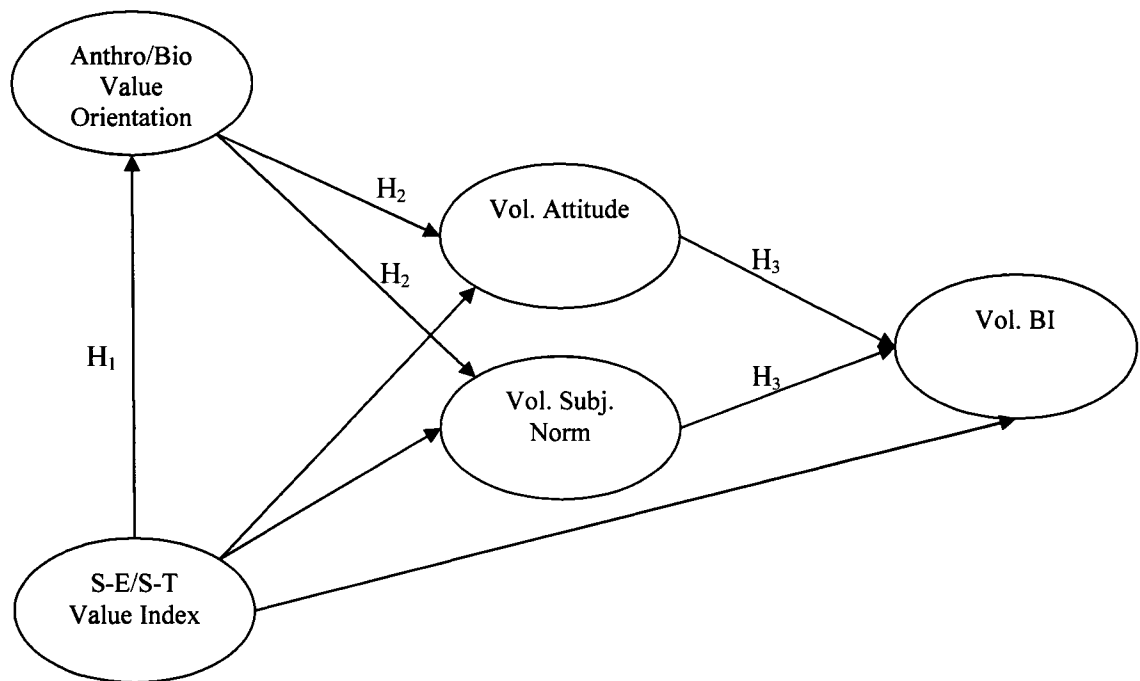 Anthro/Bio
Value
Orientation
H₂
Vol. Attitude
H₂
H₃
Vol. BI
H₁
H₃
Vol. Subj.
Norm
S-E/S-T
Value Index